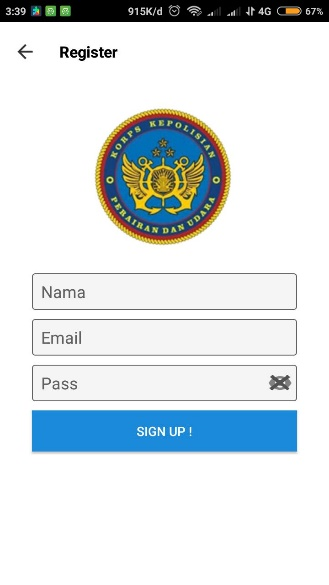 3:39 915K/d 4G 67%
Register
KORPS KEPOLISIAN
PERAIRAN DAN UDARA
Nama
Email
Pass
SIGN UP !